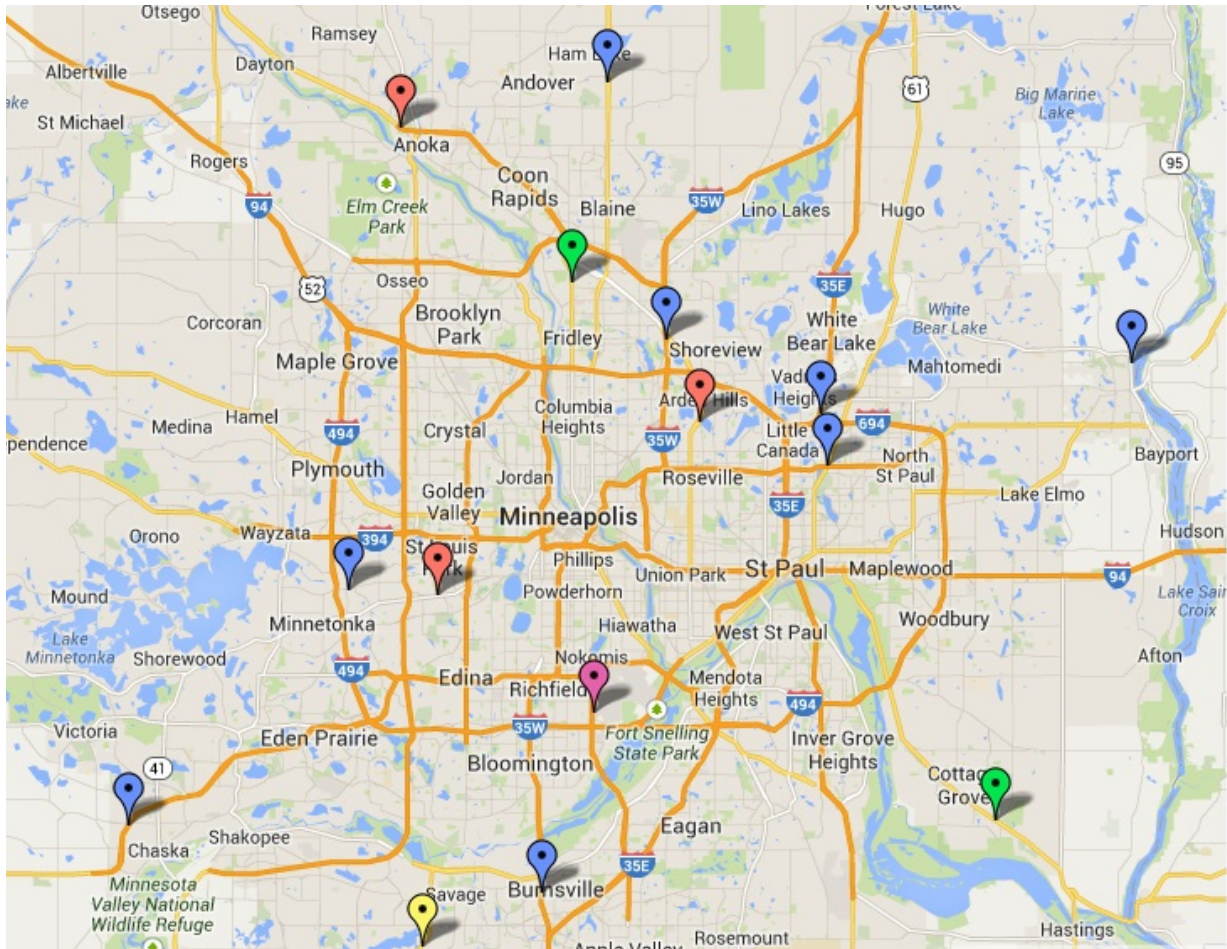 Otsego
Ramsey
Forest Lake
Dayton
Albertville
Andover
61
Big Marine
Lake
St Michael
Anoka
95
Rogers
Coon
Rapids
94
Elm Creek
Park
Blaine
35W
Lino Lakes
Hugo
52
Osseo
35E
Corcoran
Brooklyn
Park
White
Bear Lake
White
Bear Lake
Fridley
Shoreview
Maple Grove
Mahtomedi
Hamel
Columbia
Heights
Medina
494
Crystal
35W
Little
Canada
694
Plymouth
North
St Paul
Bayport
Jordan
Roseville
Golden
Valley
35E
Lake Elmo
Minneapolis
Orono
Wayzata
394
Hudson
Phillips
Union Park
St Paul
Maplewood
94
Mound
Powderhorn
Woodbury
Minnetonka
Hiawatha
West St Paul
Lake
Minnetonka
Shorewood
494
Nokomis
Afton
Edina
Richfield
Mendota
Heights
494
Victoria
Eden Prairie
35W
Fort Snelling
State Park
Inver Grove
Heights
41
Bloomington
Shakopee
Eagan
Chaska
35E
Minnesota
Valley National
Wildlife Refuge
Savage
Burnsville
Hastings
Apple Valley
Rosemount